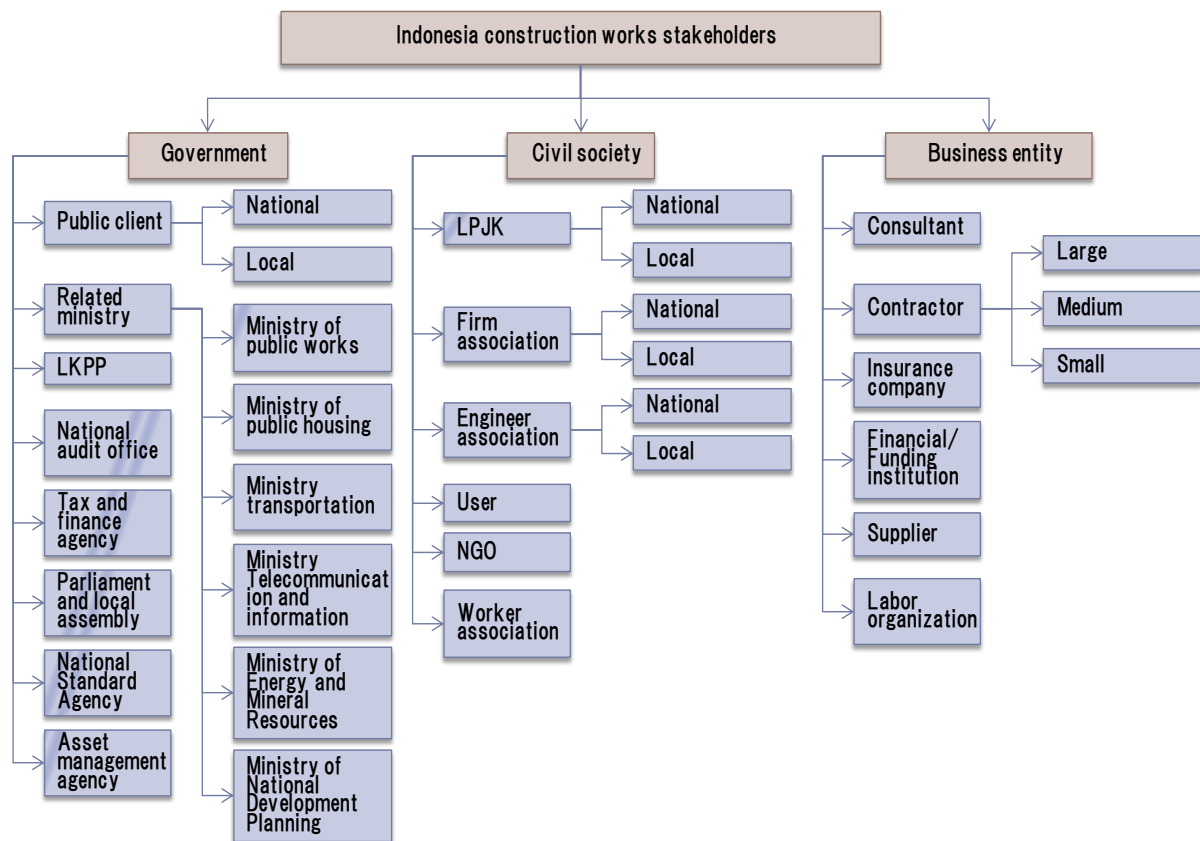 Indonesia construction works stakeholders
Government
Public client
National
Local
Related
ministry
Ministry of
public works
Ministry of
public housing
Ministry
transportation
Ministry
Telecommunicat
ion and
information
Ministry of
Energy and
Mineral
Resources
Ministry of
National
Development
Planning
LKPP
National
audit office
Tax and
finance
agency
Parliament
and local
assembly
National
Standard
Agency
Asset
management
agency
Civil society
LPJK
National
Local
Firm
association
National
Local
Engineer
association
National
Local
User
NGO
Worker
association
Business entity
Consultant
Contractor
Large
Medium
Small
Insurance
company
Financial/
Funding
institution
Supplier
Labor
organization